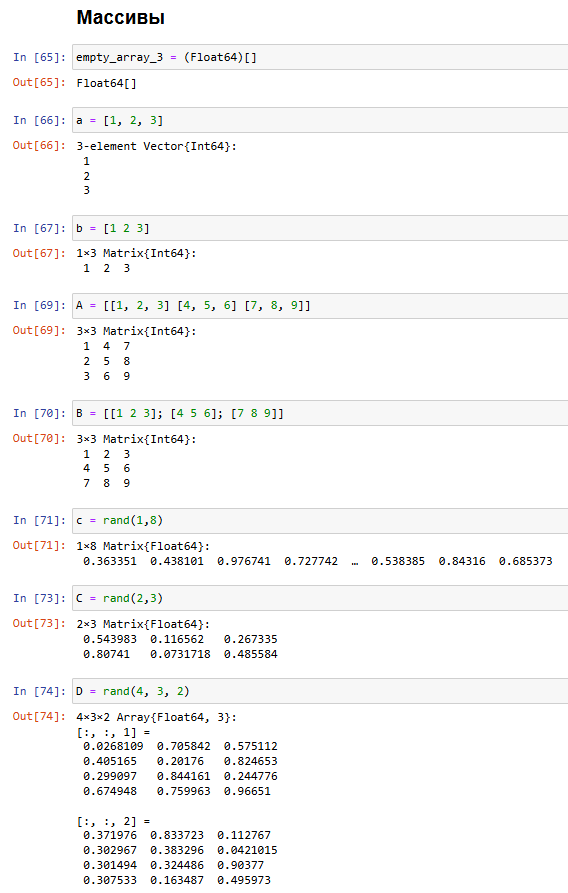 Массивы
In [65]: empty_array_3 = (Float64)[]
Out[65]: Float64[]
In [66]: a = [1, 2, 3]
Out[66]: 3-element Vector{Int64}:
1
2
3
In [67]: b = [1 2 3]
Out[67]: 1×3 Matrix{Int64}:
1  2  3
In [69]: A = [[1, 2, 3] [4, 5, 6] [7, 8, 9]]
Out[69]: 3×3 Matrix{Int64}:
1  4  7
2  5  8
3  6  9
In [70]: B = [[1 2 3]; [4 5 6]; [7 8 9]]
Out[70]: 3×3 Matrix{Int64}:
1  2  3
4  5  6
7  8  9
In [71]: c = rand(1,8)
Out[71]: 1×8 Matrix{Float64}:
0.363351  0.438101  0.976741  0.727742  …  0.538385  0.84316  0.685373
In [73]: C = rand(2,3)
Out[73]: 2×3 Matrix{Float64}:
0.543983  0.116562   0.267335
0.80741   0.0731718  0.485584
In [74]: D = rand(4, 3, 2)
Out[74]: 4×3×2 Array{Float64, 3}:
[:, :, 1] =
0.0268109  0.705842  0.575112
0.405165   0.20176   0.824653
0.299097   0.844161  0.244776
0.674948   0.759963  0.96651
[:, :, 2] =
0.371976  0.833723  0.112767
0.302967  0.383296  0.0421015
0.301494  0.324486  0.90377
0.307533  0.163487  0.495973